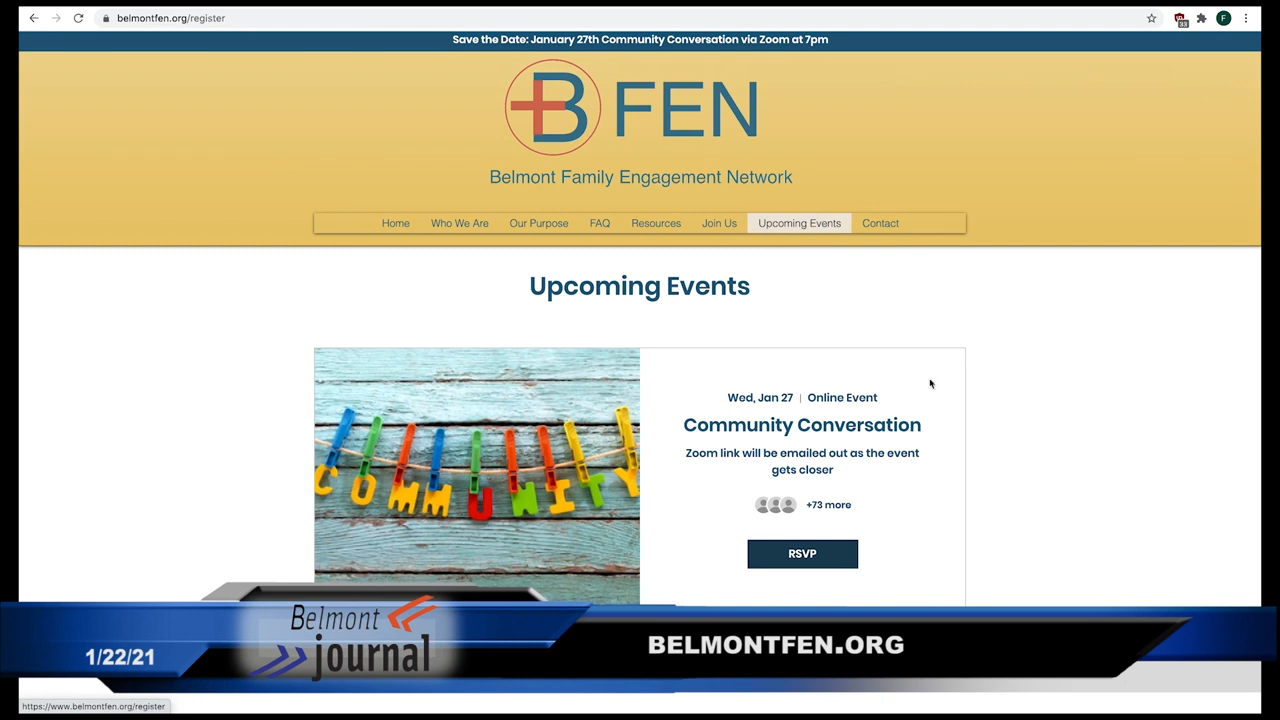 belmontfen.org/register
F
Save the Date: January 27th Community Conversation via Zoom at 7pm
B FEN
Belmont Family Engagement Network
Home Who We Are Our Purpose FAQ Resources Join Us Upcoming Events Contact
Upcoming Events
COMMUNITY
Wed, Jan 27 | Online Event
Community Conversation
Zoom link will be emailed out as the event
gets closer
+73 more
RSVP
Belmont
journal
1/22/21
BELMONTFEN.ORG
https://www.belmontfen.org/register